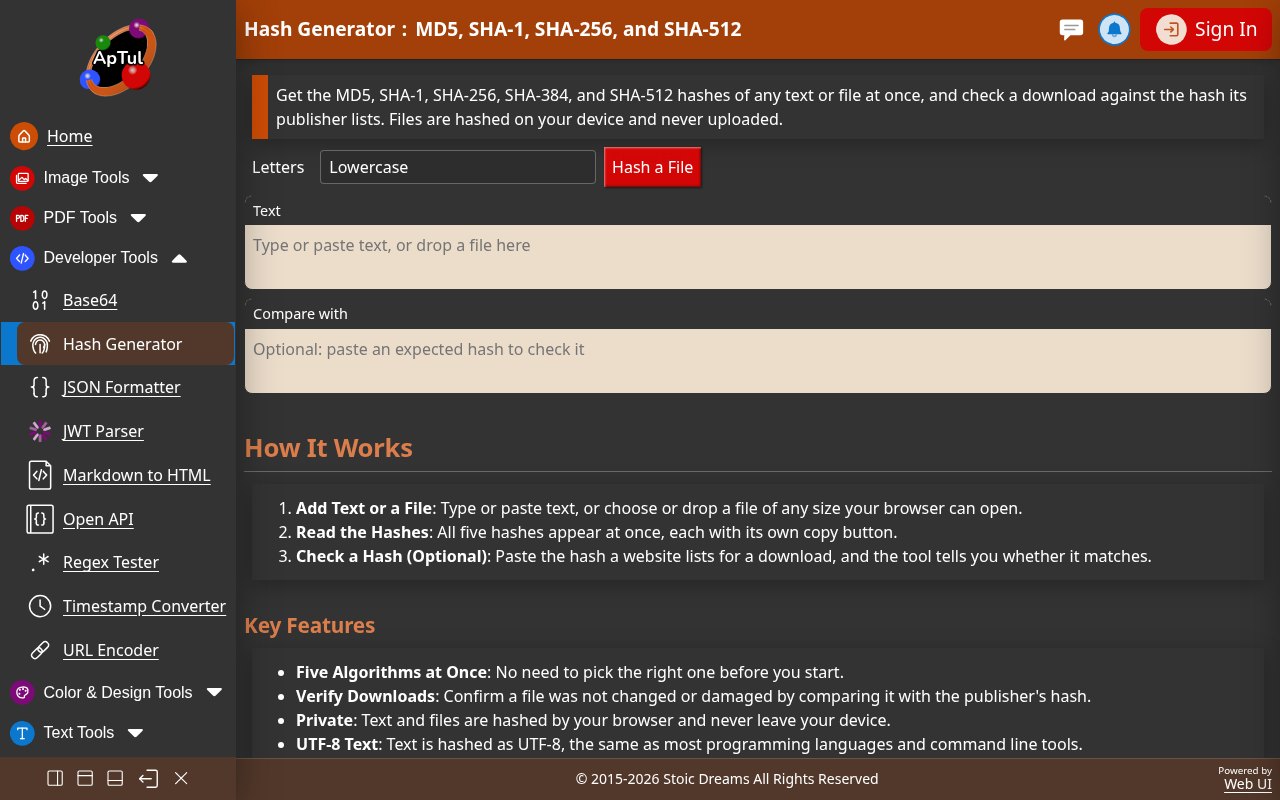 ApTul
Home
Image Tools
PDF Tools
Developer Tools
Base64
Hash Generator
JSON Formatter
JWT Parser
Markdown to HTML
Open API
Regex Tester
Timestamp Converter
URL Encoder
Color & Design Tools
Text Tools
Hash Generator : MD5, SHA-1, SHA-256, and SHA-512
Sign In
Get the MD5, SHA-1, SHA-256, SHA-384, and SHA-512 hashes of any text or file at once, and check a download against the hash its
publisher lists. Files are hashed on your device and never uploaded.
Letters
Lowercase
Hash a File
Text
Type or paste text, or drop a file here
Compare with
Optional: paste an expected hash to check it
How It Works
1. Add Text or a File: Type or paste text, or choose or drop a file of any size your browser can open.
2. Read the Hashes: All five hashes appear at once, each with its own copy button.
3. Check a Hash (Optional): Paste the hash a website lists for a download, and the tool tells you whether it matches.
Key Features
• Five Algorithms at Once: No need to pick the right one before you start.
• Verify Downloads: Confirm a file was not changed or damaged by comparing it with the publisher's hash.
• Private: Text and files are hashed by your browser and never leave your device.
• UTF-8 Text: Text is hashed as UTF-8, the same as most programming languages and command line tools.
© 2015-2026 Stoic Dreams All Rights Reserved
Powered by
Web UI